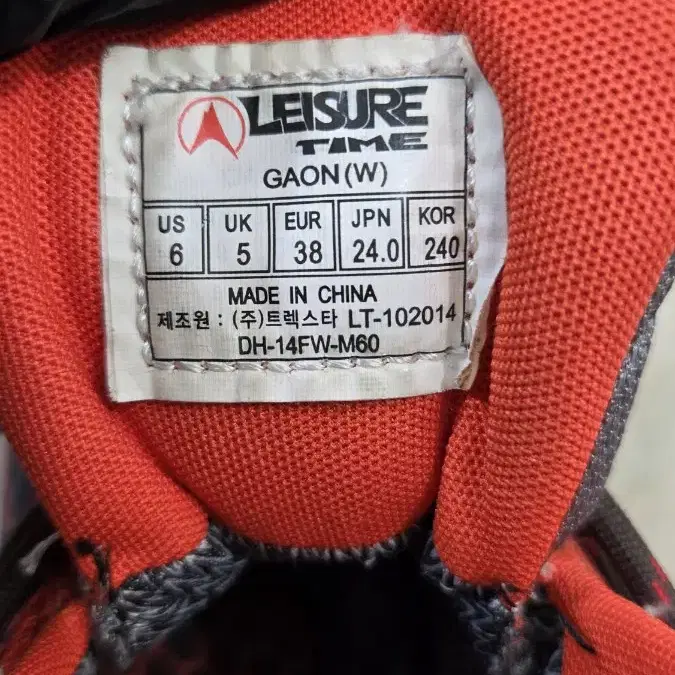 LEISURE
TIME
GAON (W)
US UK EUR JPN KOR
6 5 38 24.0 240
MADE IN CHINA
제조원 : (주)트렉스타 LT-102014
DH-14FW-M60